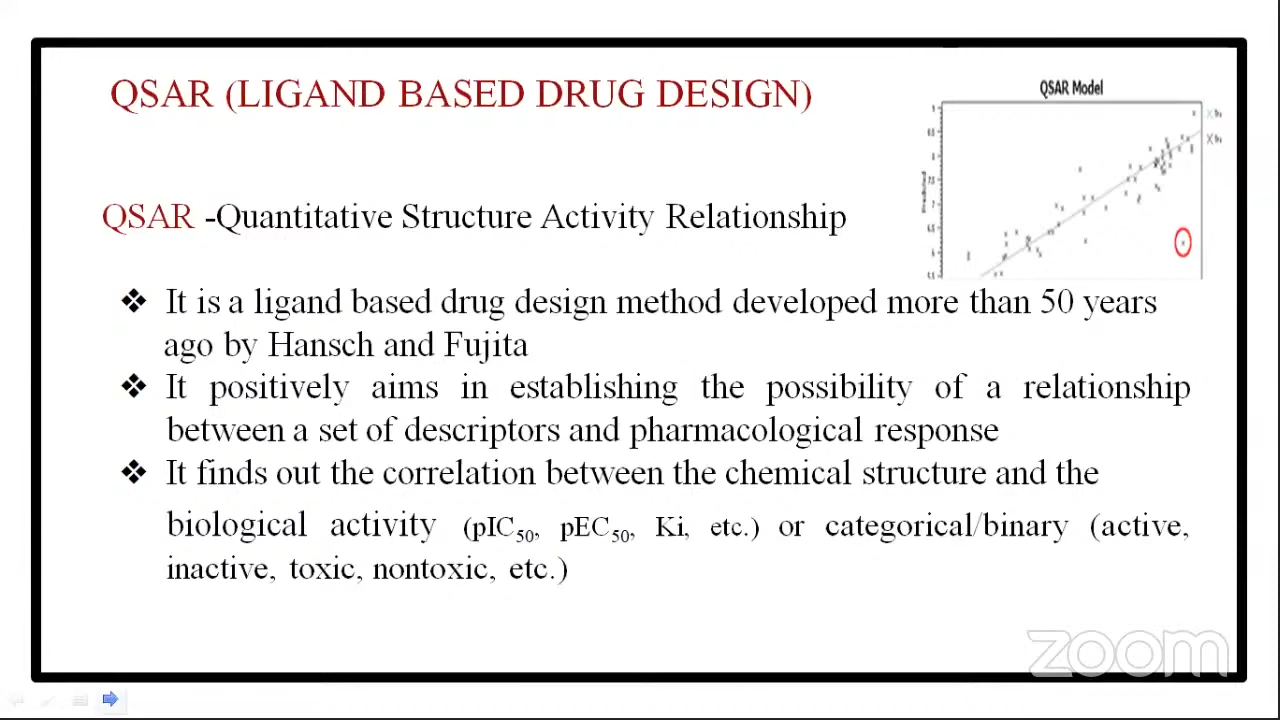 QSAR (LIGAND BASED DRUG DESIGN)
QSAR Model
QSAR -Quantitative Structure Activity Relationship
❖ It is a ligand based drug design method developed more than 50 years
ago by Hansch and Fujita
❖ It positively aims in establishing the possibility of a relationship
between a set of descriptors and pharmacological response
❖ It finds out the correlation between the chemical structure and the
biological activity (pIC50, pEC50, Ki, etc.) or categorical/binary (active,
inactive, toxic, nontoxic, etc.)
zoom